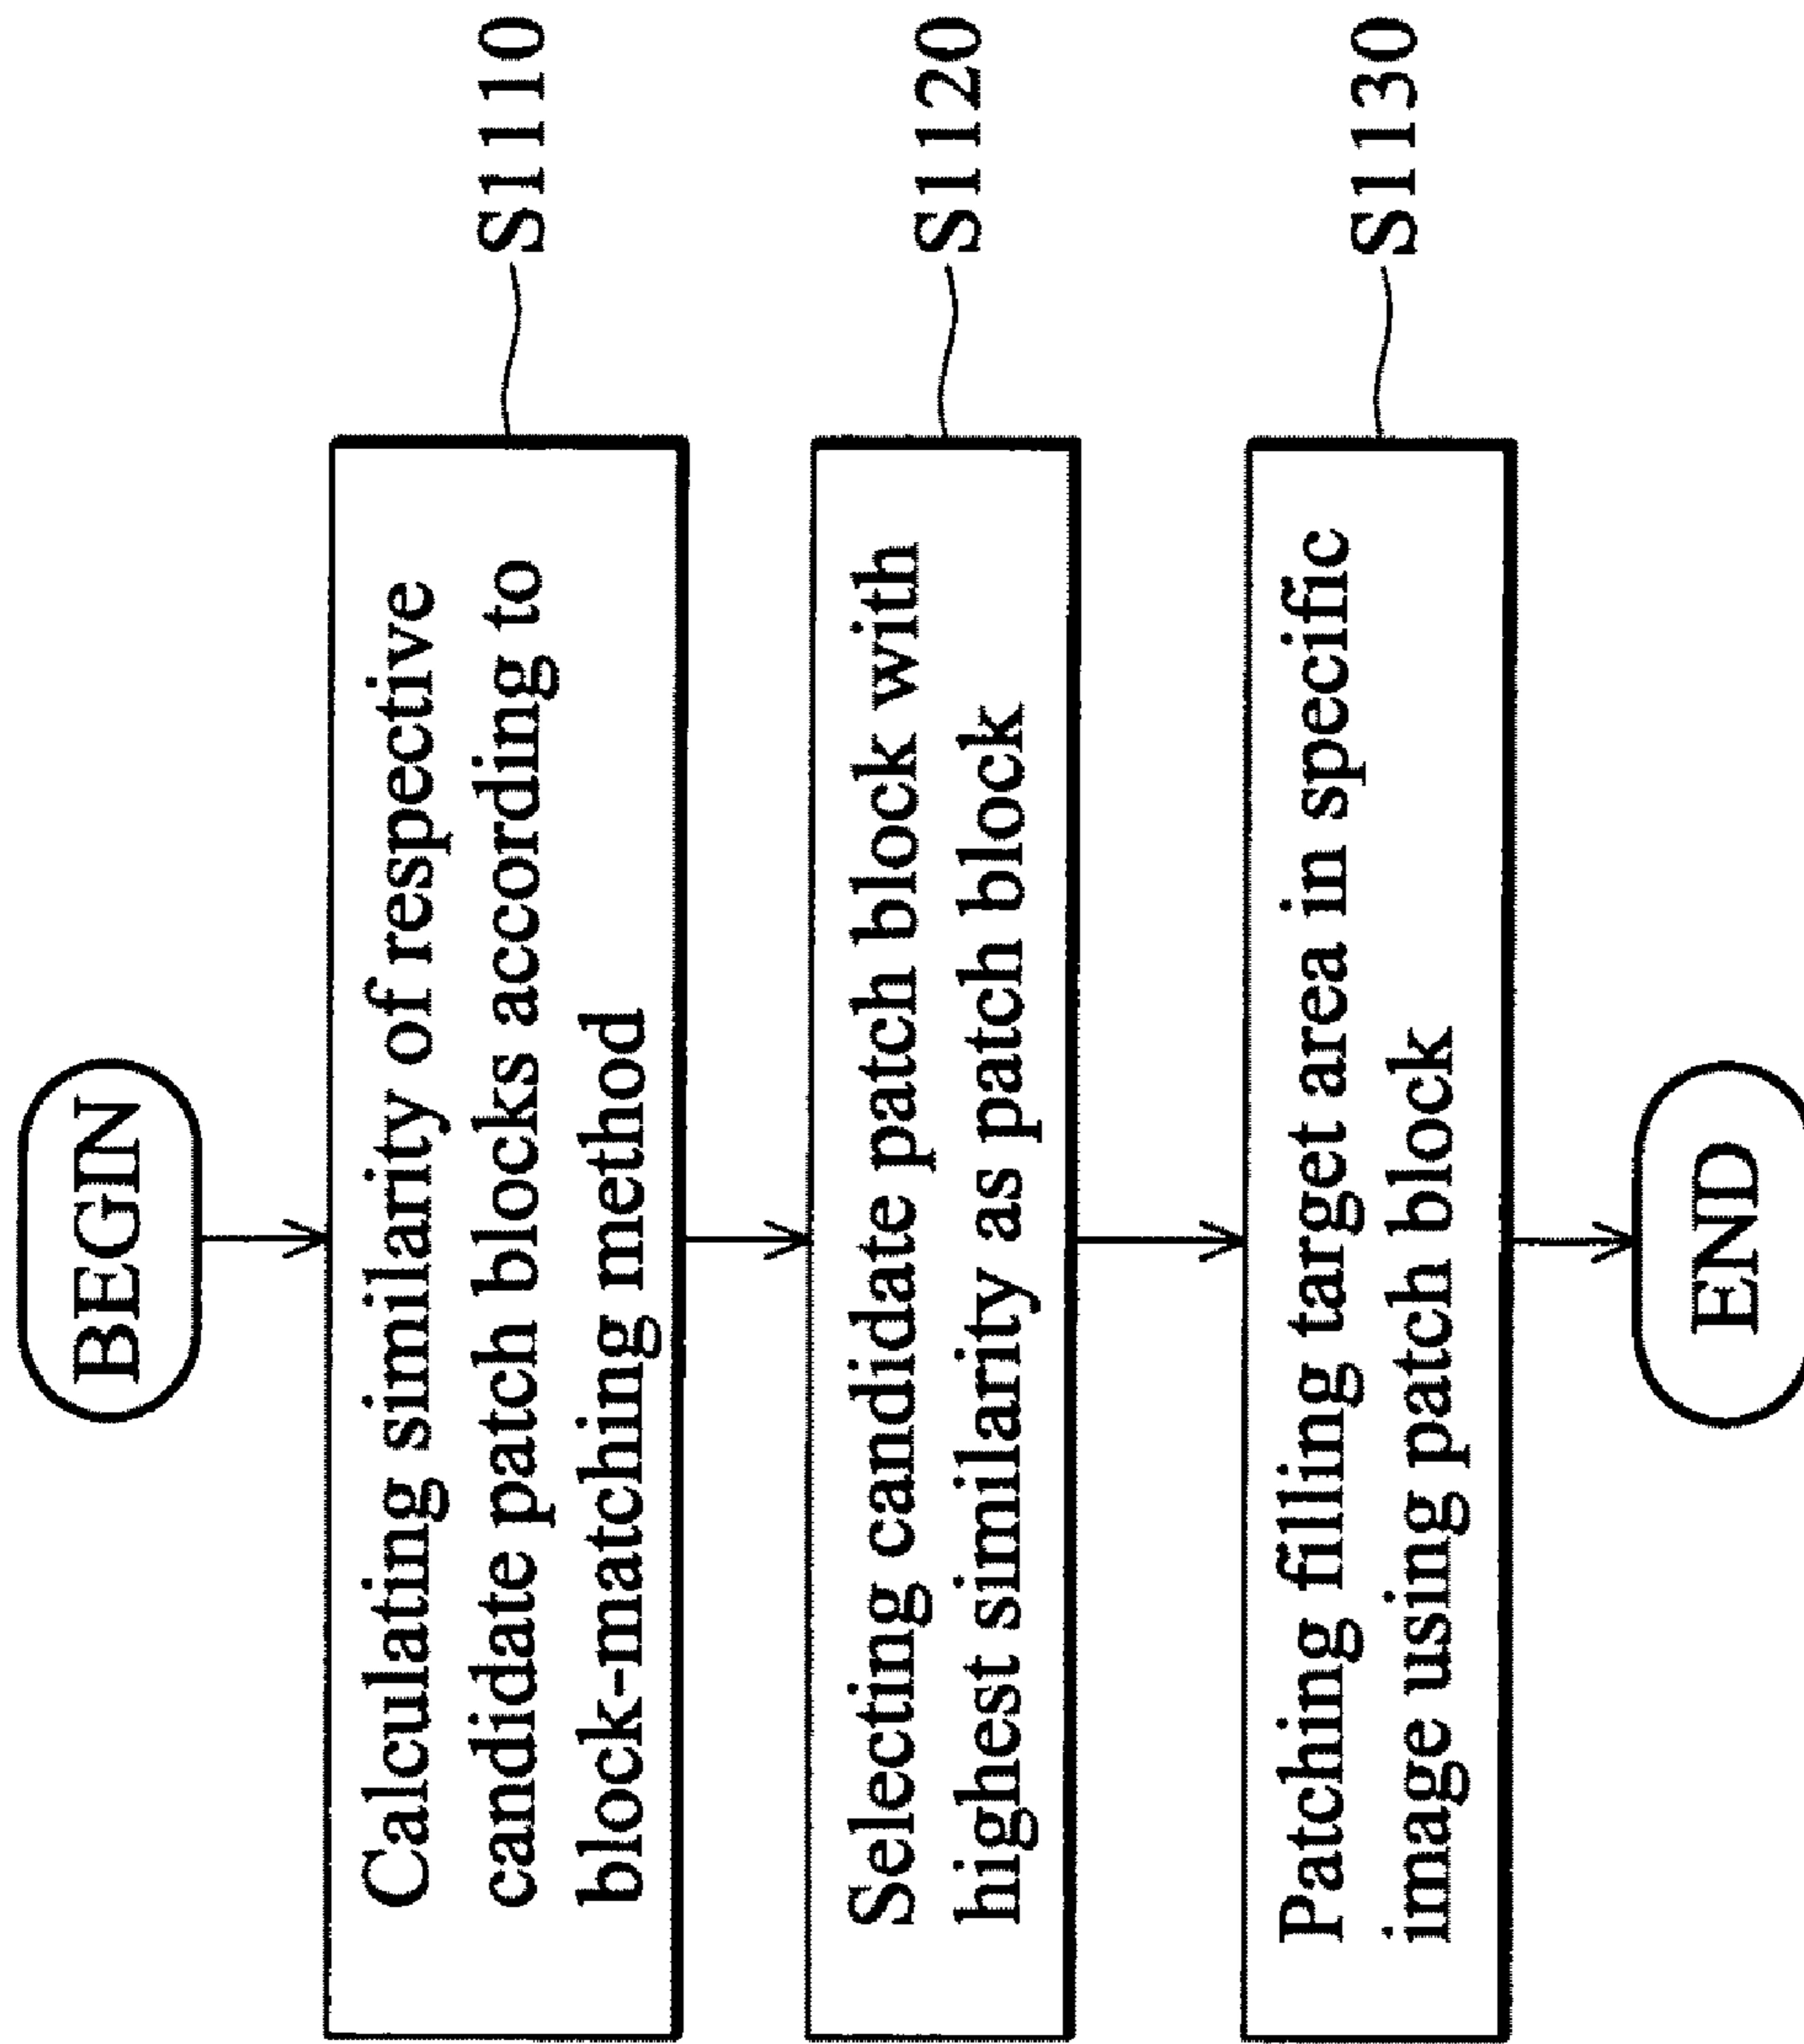 BEGIN
Calculating similarity of respective
candidate patch blocks according to
block-matching method
S1110
Selecting candidate patch block with
highest similarity as patch block
S1120
Patching filling target area in specific
image using patch block
S1130
END